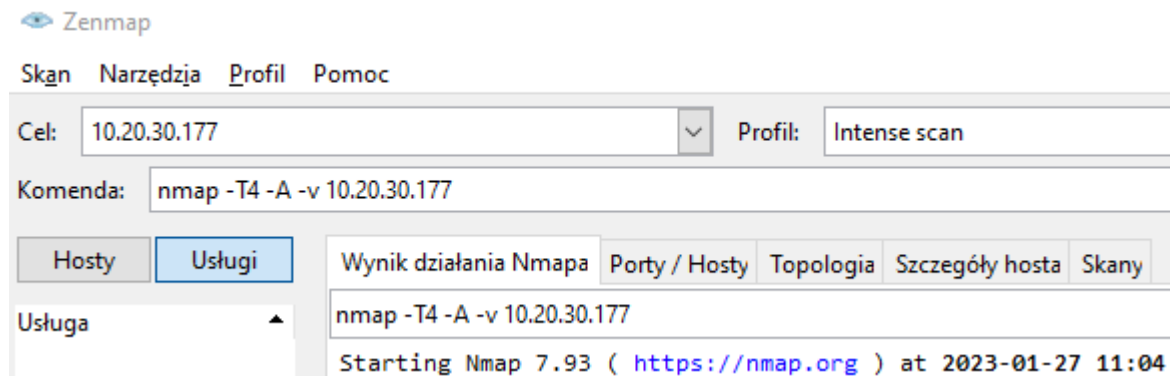 Zenmap
Skan Narzędzia Profil Pomoc
Cel: 10.20.30.177 Profil: Intense scan
Komenda: nmap -T4 -A -v 10.20.30.177
Hosty Usługi Wynik działania Nmapa Porty / Hosty Topologia Szczegóły hosta Skany
Usługa nmap -T4 -A -v 10.20.30.177
Starting Nmap 7.93 ( https://nmap.org ) at 2023-01-27 11:04